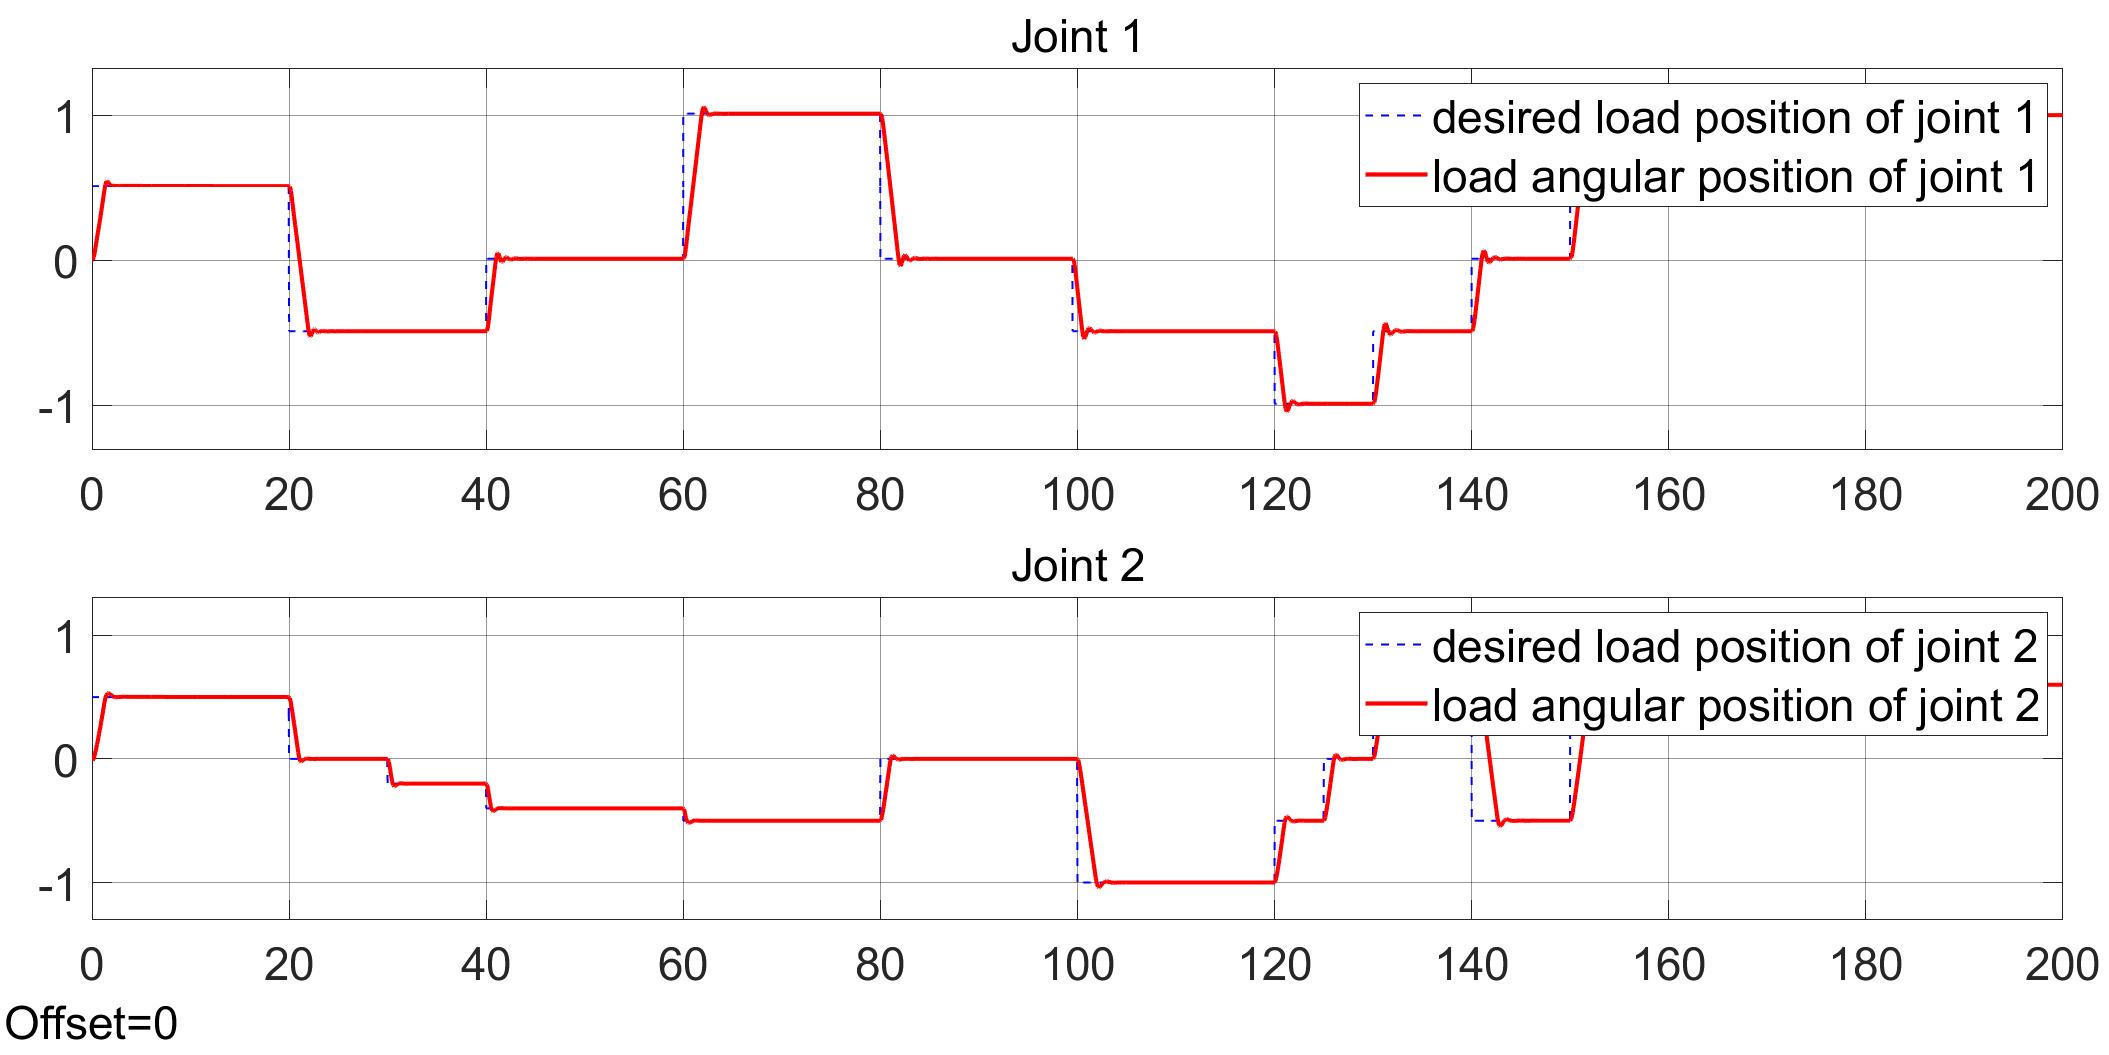 Joint 1
1
0
-1
desired load position of joint 1
load angular position of joint 1
0 20 40 60 80 100 120 140 160 180 200
Joint 2
1
0
-1
desired load position of joint 2
load angular position of joint 2
0 20 40 60 80 100 120 140 160 180 200
Offset=0